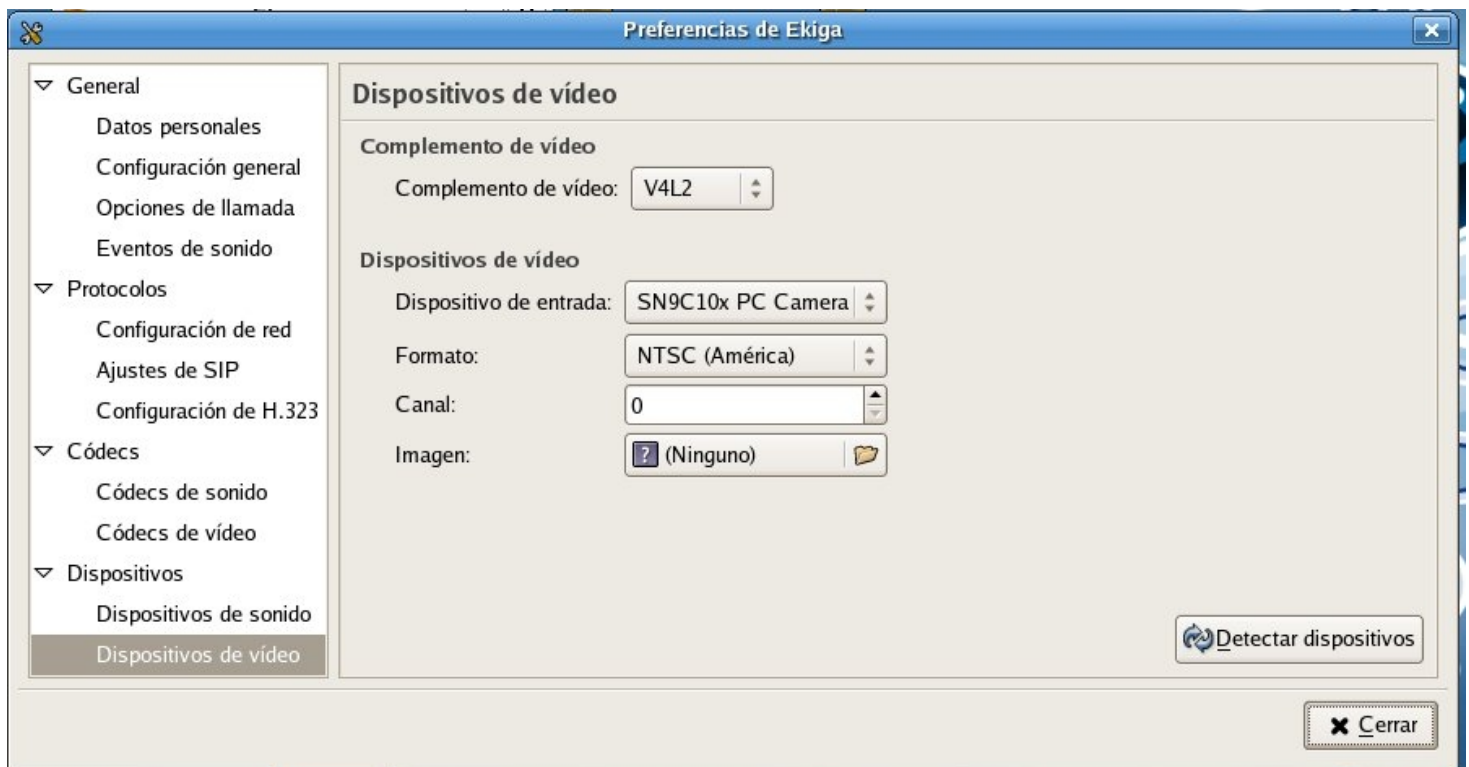 Preferencias de Ekiga
General
Datos personales
Configuración general
Opciones de llamada
Eventos de sonido
Protocolos
Configuración de red
Ajustes de SIP
Configuración de H.323
Códecs
Códecs de sonido
Códecs de vídeo
Dispositivos
Dispositivos de sonido
Dispositivos de vídeo
Dispositivos de vídeo
Complemento de vídeo
Complemento de vídeo: V4L2
Dispositivos de vídeo
Dispositivo de entrada: SN9C10x PC Camera
Formato: NTSC (América)
Canal: 0
Imagen: (Ninguno)
Detectar dispositivos
Cerrar